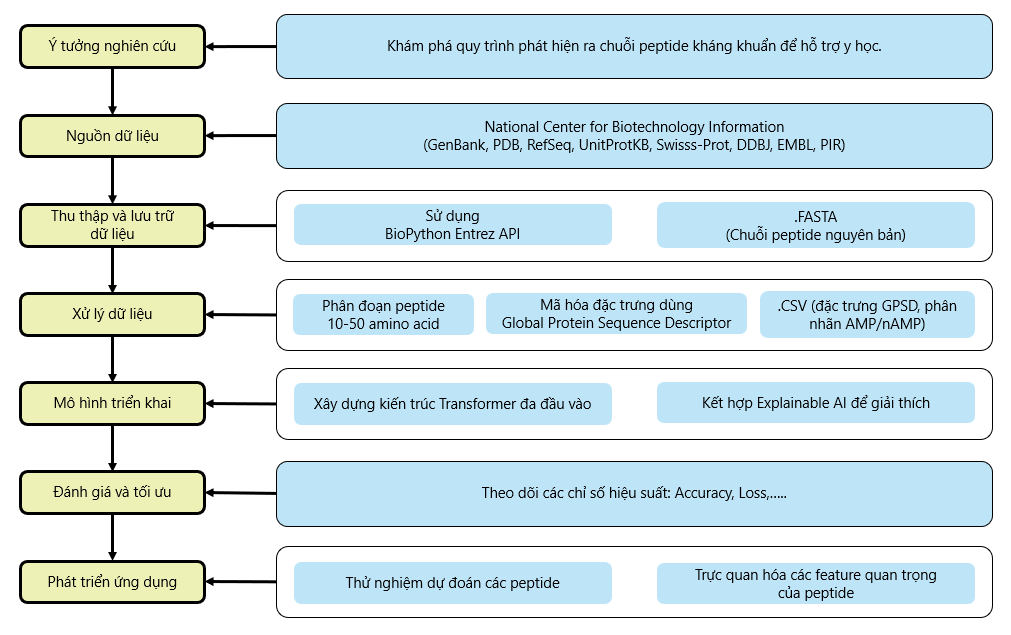 Ý tưởng nghiên cứu
Khám phá quy trình phát hiện ra chuỗi peptide kháng khuẩn để hỗ trợ y học.
Nguồn dữ liệu
National Center for Biotechnology Information
(GenBank, PDB, RefSeq, UnitProtKB, Swisss-Prot, DDBJ, EMBL, PIR)
Thu thập và lưu trữ
dữ liệu
Sử dụng
BioPython Entrez API
.FASTA
(Chuỗi peptide nguyên bản)
Xử lý dữ liệu
Phân đoạn peptide
10-50 amino acid
Mã hóa đặc trưng dùng
Global Protein Sequence Descriptor
.CSV (đặc trưng GPSD, phân
nhãn AMP/nAMP)
Mô hình triển khai
Xây dựng kiến trúc Transformer đa đầu vào
Kết hợp Explainable AI để giải thích
Đánh giá và tối ưu
Theo dõi các chỉ số hiệu suất: Accuracy, Loss,.....
Phát triển ứng dụng
Thử nghiệm dự đoán các peptide
Trực quan hóa các feature quan trọng
của peptide